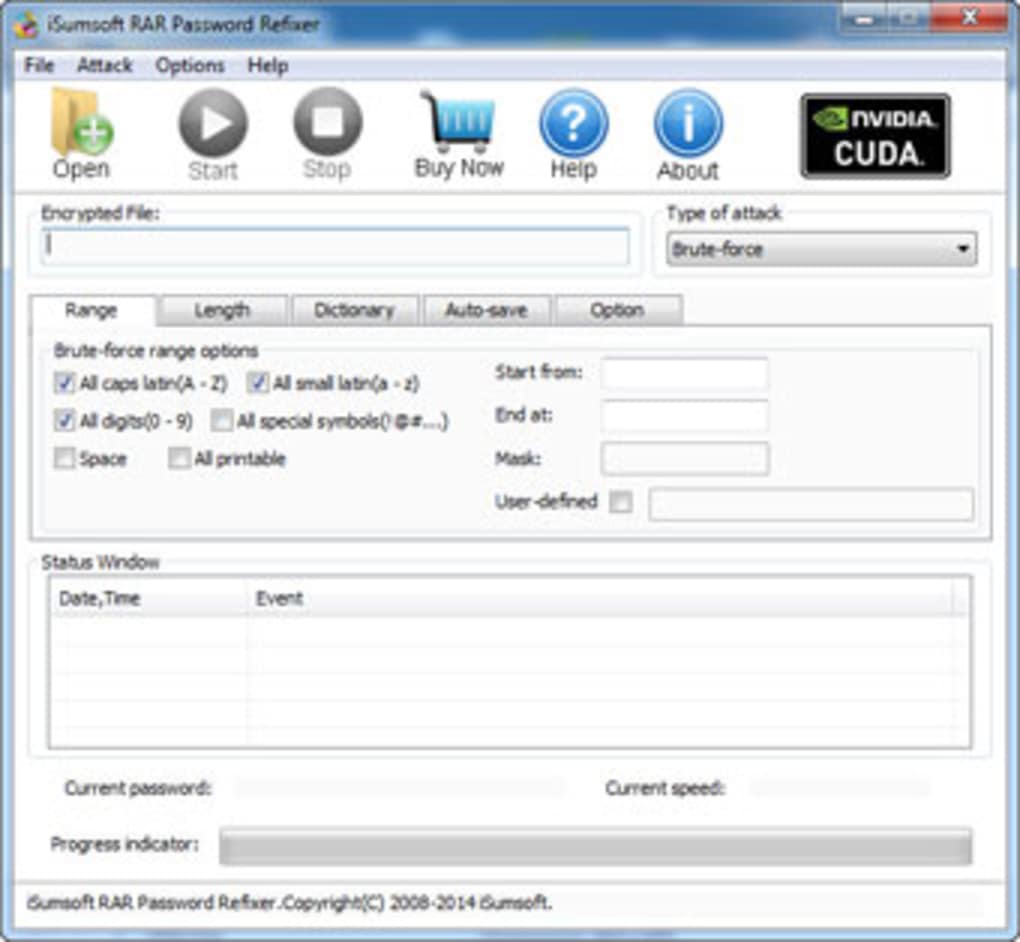 iSumsoft RAR Password Refixer
File Attack Options Help
Open Start Stop Buy Now Help About
NVIDIA.
CUDA.
Encrypted File:
Type of attack
Brute-force
Range Length Dictionary Auto-save Option
Brute-force range options
All caps latin(A - Z) All small latin(a - z)
Start from:
All digits(0 - 9) All special symbols(!@#....)
End at:
Space All printable
Mask:
User-defined
Status Window
Date,Time Event
Current password: Current speed:
Progress indicator:
iSumsoft RAR Password Refixer.Copyright(C) 2008-2014 iSumsoft.